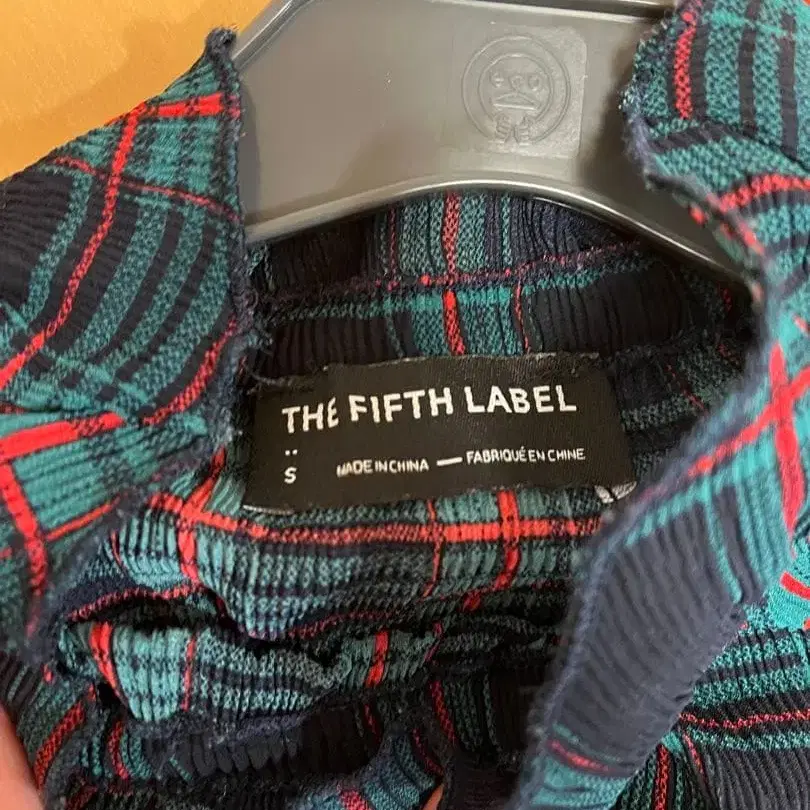 THE FIFTH LABEL
S
MADE IN CHINA — FABRIQUÉ EN CHINE